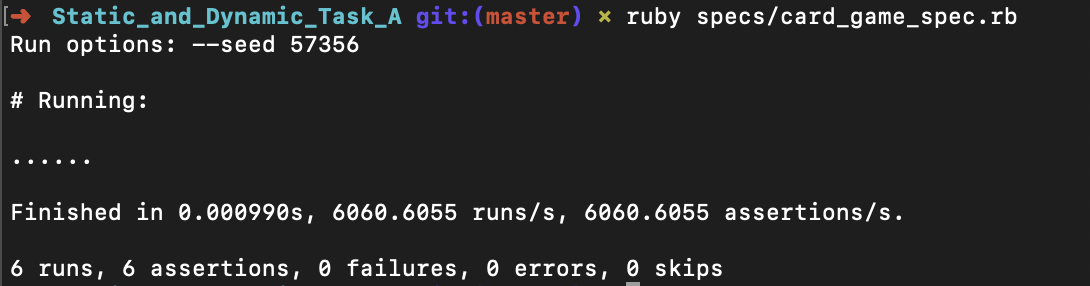 [➜ Static_and_Dynamic_Task_A git:(master) ✗ ruby specs/card_game_spec.rb
Run options: --seed 57356
# Running:
......
Finished in 0.000990s, 6060.6055 runs/s, 6060.6055 assertions/s.
6 runs, 6 assertions, 0 failures, 0 errors, 0 skips